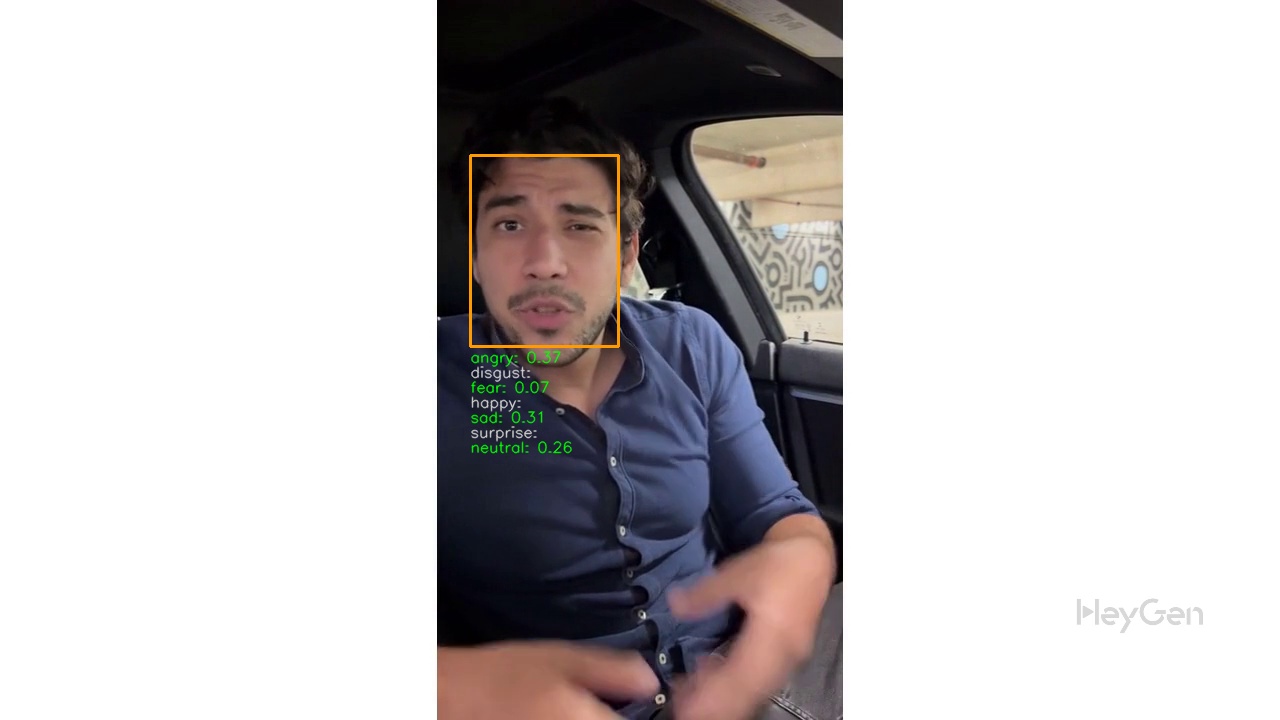 angry: 0.37
disgust:
fear: 0.07
happy:
sad: 0.31
surprise:
neutral: 0.26
HeyGen